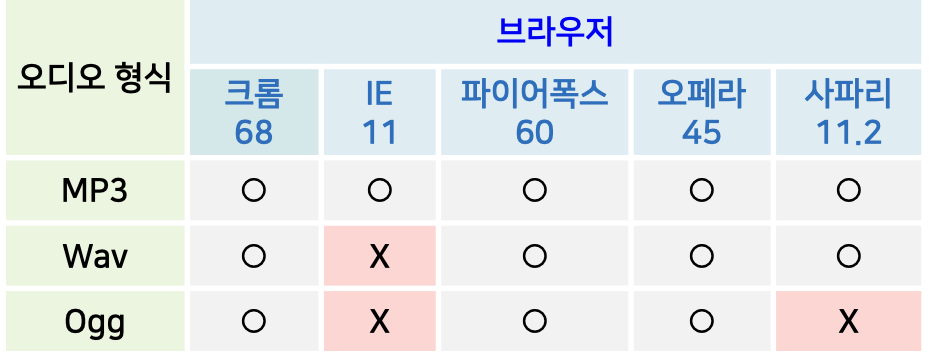 브라우저
오디오 형식
크롬 IE 파이어폭스 오페라 사파리
68 11 60 45 11.2
MP3 ○ ○ ○ ○ ○
Wav ○ X ○ ○ ○
Ogg ○ X ○ ○ X